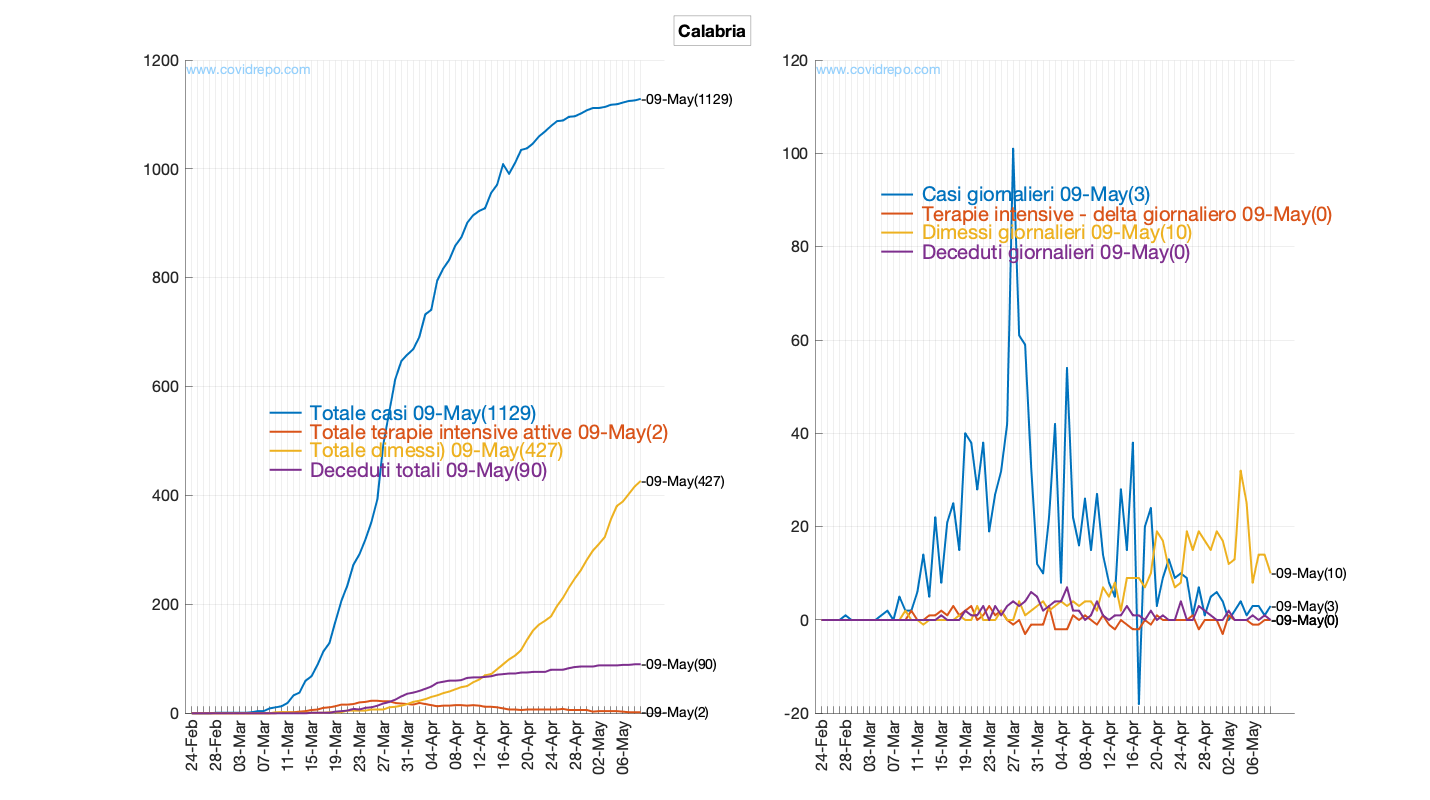 Calabria
www.covidrepo.com
1200
1000
800
600
400
200
0
-09-May(1129)
-09-May(427)
-09-May(90)
-09-May(2)
Totale casi 09-May(1129)
Totale terapie intensive attive 09-May(2)
Totale dimessi) 09-May(427)
Deceduti totali 09-May(90)
24-Feb
28-Feb
03-Mar
07-Mar
11-Mar
15-Mar
19-Mar
23-Mar
27-Mar
31-Mar
04-Apr
08-Apr
12-Apr
16-Apr
20-Apr
24-Apr
28-Apr
02-May
06-May
www.covidrepo.com
120
100
80
60
40
20
0
-20
Casi giornalieri 09-May(3)
Terapie intensive - delta giornaliero 09-May(0)
Dimessi giornalieri 09-May(10)
Deceduti giornalieri 09-May(0)
-09-May(10)
-09-May(3)
-09-May(0)
24-Feb
28-Feb
03-Mar
07-Mar
11-Mar
15-Mar
19-Mar
23-Mar
27-Mar
31-Mar
04-Apr
08-Apr
12-Apr
16-Apr
20-Apr
24-Apr
28-Apr
02-May
06-May